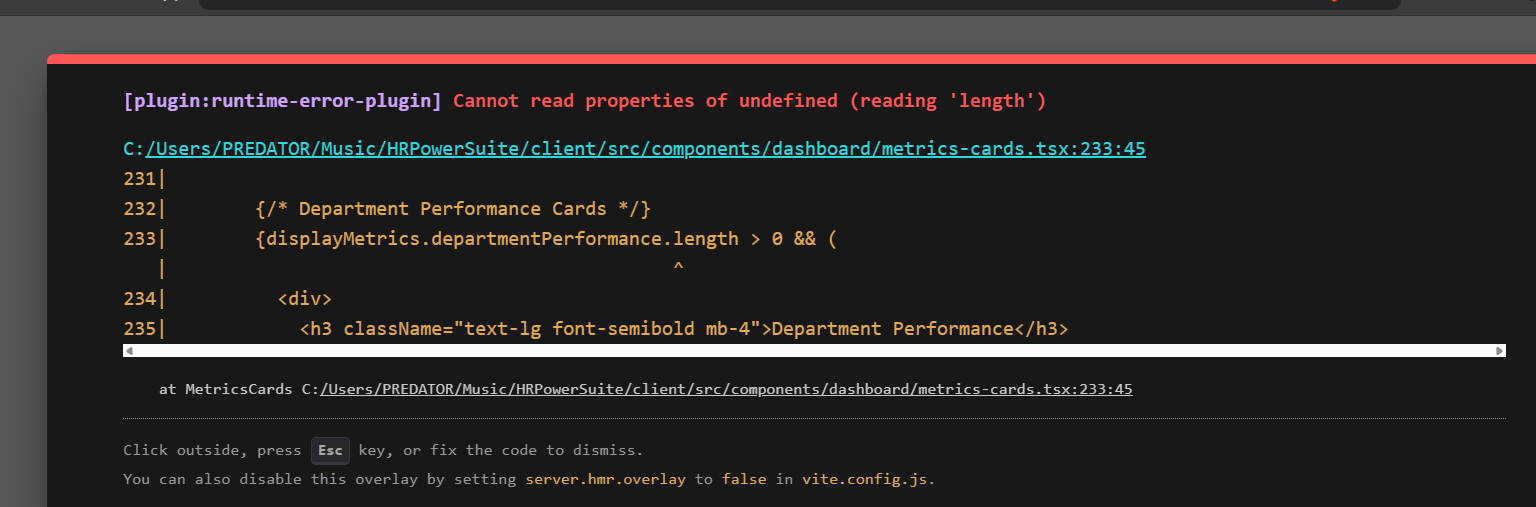 [plugin:runtime-error-plugin] Cannot read properties of undefined (reading 'length')
C:/Users/PREDATOR/Music/HRPowerSuite/client/src/components/dashboard/metrics-cards.tsx:233:45
231|
232|        {/* Department Performance Cards */}
233|        {displayMetrics.departmentPerformance.length > 0 && (
   |                                              ^
234|          <div>
235|            <h3 className="text-lg font-semibold mb-4">Department Performance</h3>
at MetricsCards C:/Users/PREDATOR/Music/HRPowerSuite/client/src/components/dashboard/metrics-cards.tsx:233:45
Click outside, press Esc key, or fix the code to dismiss.
You can also disable this overlay by setting server.hmr.overlay to false in vite.config.js.